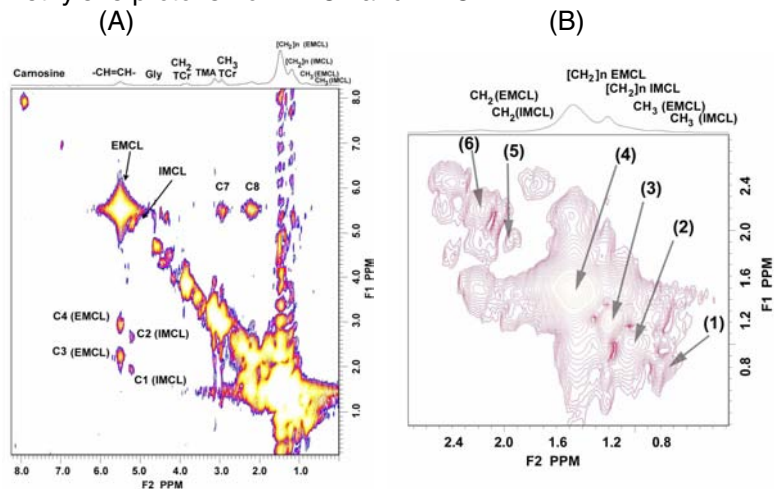 (A)
(B)
[CH2]n (EMCL)
CH2 TCr
CH3 TCr
[CH2]n (IMCL)
Carnosine
-CH=CH-
Gly
TMA
CH3(EMCL)
CH3(IMCL)
EMCL
IMCL
C7
C8
C4 (EMCL)
C2 (IMCL)
C3 (EMCL)
C1 (IMCL)
1.0
2.0
3.0
4.0
5.0
6.0
7.0
8.0
F1 PPM
8.0 7.0 6.0 5.0 4.0 3.0 2.0 1.0
F2 PPM
[CH2]n EMCL
CH2(EMCL)
[CH2]n IMCL
CH2(IMCL)
CH3 (EMCL)
CH3 (IMCL)
(6)
(5)
(4)
(3)
(2)
(1)
2.4
2.0
1.6
1.2
0.8
F1 PPM
2.4 2.0 1.6 1.2 0.8
F2 PPM